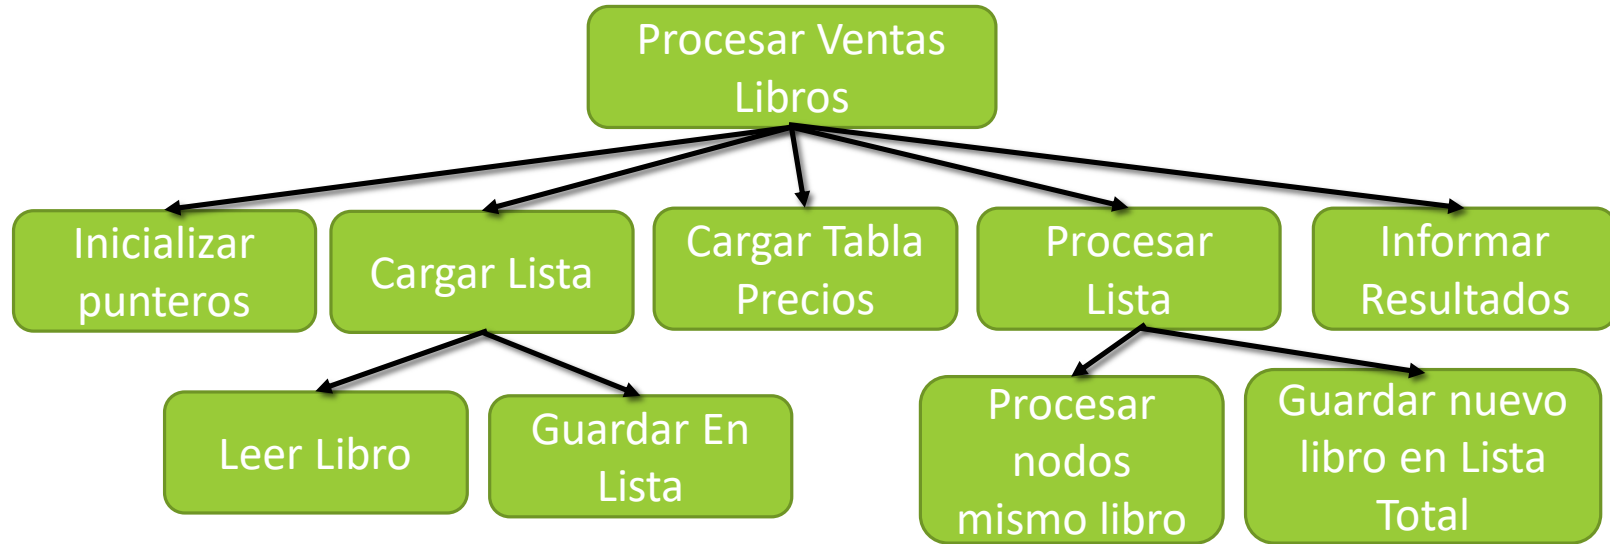 Procesar Ventas
Libros
Inicializar
punteros
Cargar Lista
Cargar Tabla
Precios
Procesar
Lista
Informar
Resultados
Leer Libro
Guardar En
Lista
Procesar
nodos
mismo libro
Guardar nuevo
libro en Lista
Total